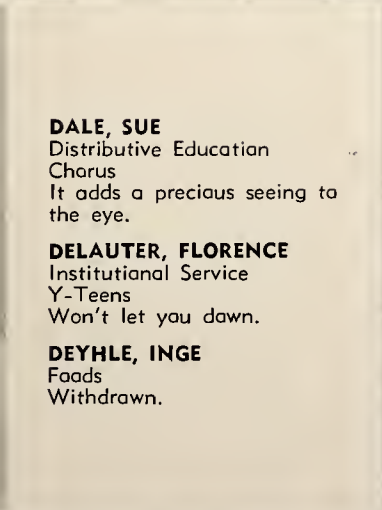 DALE, SUE
Distributive Education
Chorus
It adds a precious seeing to
the eye.
DELAUTER, FLORENCE
Institutional Service
Y-Teens
Won't let you down.
DEYHLE, INGE
Foods
Withdrawn.